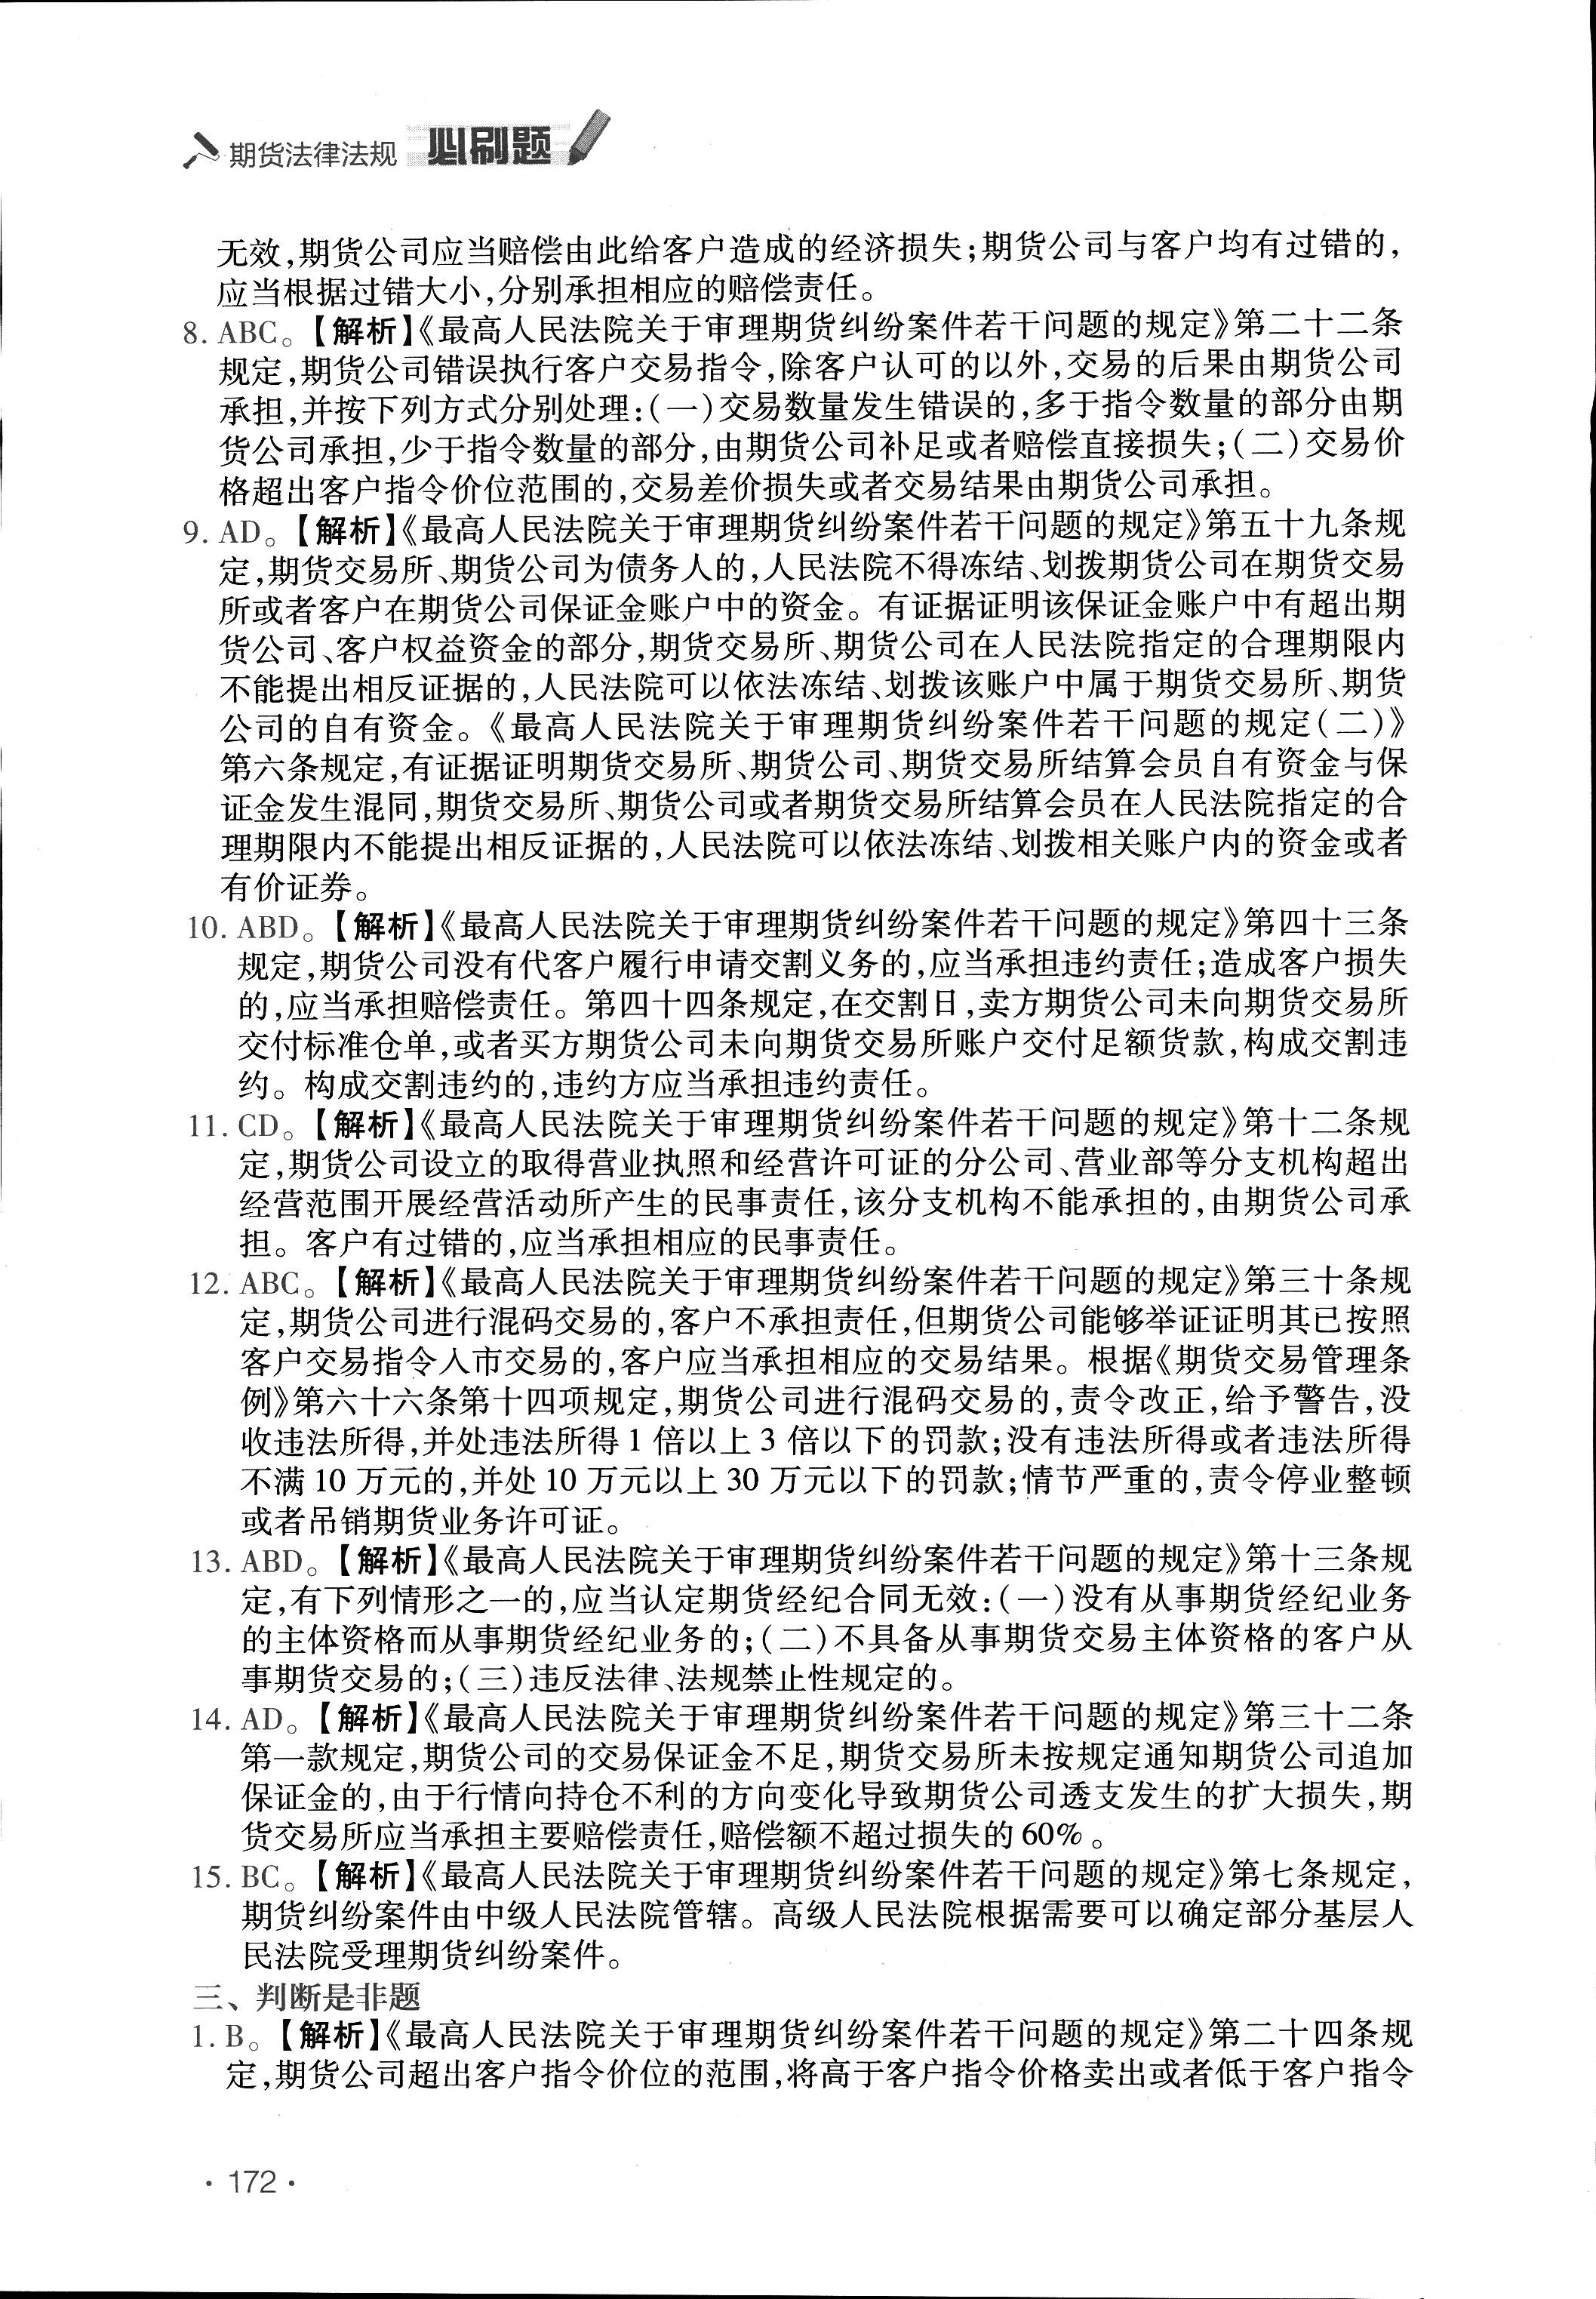 期货法律法规 必刷题
无效,期货公司应当赔偿由此给客户造成的经济损失;期货公司与客户均有过错的,
应当根据过错大小,分别承担相应的赔偿责任。
8. ABC。【解析】《最高人民法院关于审理期货纠纷案件若干问题的规定》第二十二条
规定,期货公司错误执行客户交易指令,除客户认可的以外,交易的后果由期货公司
承担,并按下列方式分别处理:(一)交易数量发生错误的,多于指令数量的部分由期
货公司承担,少于指令数量的部分,由期货公司补足或者赔偿直接损失;(二)交易价
格超出客户指令价位范围的,交易差价损失或者交易结果由期货公司承担。
9. AD。【解析】《最高人民法院关于审理期货纠纷案件若干问题的规定》第五十九条规
定,期货交易所、期货公司为债务人的,人民法院不得冻结、划拨期货公司在期货交易
所或者客户在期货公司保证金账户中的资金。有证据证明该保证金账户中有超出期
货公司、客户权益资金的部分,期货交易所、期货公司在人民法院指定的合理期限内
不能提出相反证据的,人民法院可以依法冻结、划拨该账户中属于期货交易所、期货
公司的自有资金。《最高人民法院关于审理期货纠纷案件若干问题的规定(二)》
第六条规定,有证据证明期货交易所、期货公司、期货交易所结算会员自有资金与保
证金发生混同,期货交易所、期货公司或者期货交易所结算会员在人民法院指定的合
理期限内不能提出相反证据的,人民法院可以依法冻结、划拨相关账户内的资金或者
有价证券。
10. ABD。【解析】《最高人民法院关于审理期货纠纷案件若干问题的规定》第四十三条
规定,期货公司没有代客户履行申请交割义务的,应当承担违约责任;造成客户损失
的,应当承担赔偿责任。第四十四条规定,在交割日,卖方期货公司未向期货交易所
交付标准仓单,或者买方期货公司未向期货交易所账户交付足额货款,构成交割违
约。构成交割违约的,违约方应当承担违约责任。
11. CD。【解析】《最高人民法院关于审理期货纠纷案件若干问题的规定》第十二条规
定,期货公司设立的取得营业执照和经营许可证的分公司、营业部等分支机构超出
经营范围开展经营活动所产生的民事责任,该分支机构不能承担的,由期货公司承
担。客户有过错的,应当承担相应的民事责任。
12. ABC。【解析】《最高人民法院关于审理期货纠纷案件若干问题的规定》第三十条规
定,期货公司进行混码交易的,客户不承担责任,但期货公司能够举证证明其已按照
客户交易指令入市交易的,客户应当承担相应的交易结果。根据《期货交易管理条
例》第六十六条第十四项规定,期货公司进行混码交易的,责令改正,给予警告,没
收违法所得,并处违法所得1倍以上3倍以下的罚款;没有违法所得或者违法所得
不满10万元的,并处10万元以上30万元以下的罚款;情节严重的,责令停业整顿
或者吊销期货业务许可证。
13. ABD。【解析】《最高人民法院关于审理期货纠纷案件若干问题的规定》第十三条规
定,有下列情形之一的,应当认定期货经纪合同无效:(一)没有从事期货经纪业务
的主体资格而从事期货经纪业务的;(二)不具备从事期货交易主体资格的客户从
事期货交易的;(三)违反法律、法规禁止性规定的。
14. AD。【解析】《最高人民法院关于审理期货纠纷案件若干问题的规定》第三十二条
第一款规定,期货公司的交易保证金不足,期货交易所未按规定通知期货公司追加
保证金的,由于行情向持仓不利的方向变化导致期货公司透支发生的扩大损失,期
货交易所应当承担主要赔偿责任,赔偿额不超过损失的60%。
15. BC。【解析】《最高人民法院关于审理期货纠纷案件若干问题的规定》第七条规定,
期货纠纷案件由中级人民法院管辖。高级人民法院根据需要可以确定部分基层人
民法院受理期货纠纷案件。
三、判断是非题
1. B。【解析】《最高人民法院关于审理期货纠纷案件若干问题的规定》第二十四条规
定,期货公司超出客户指令价位的范围,将高于客户指令价格卖出或者低于客户指令
·172·